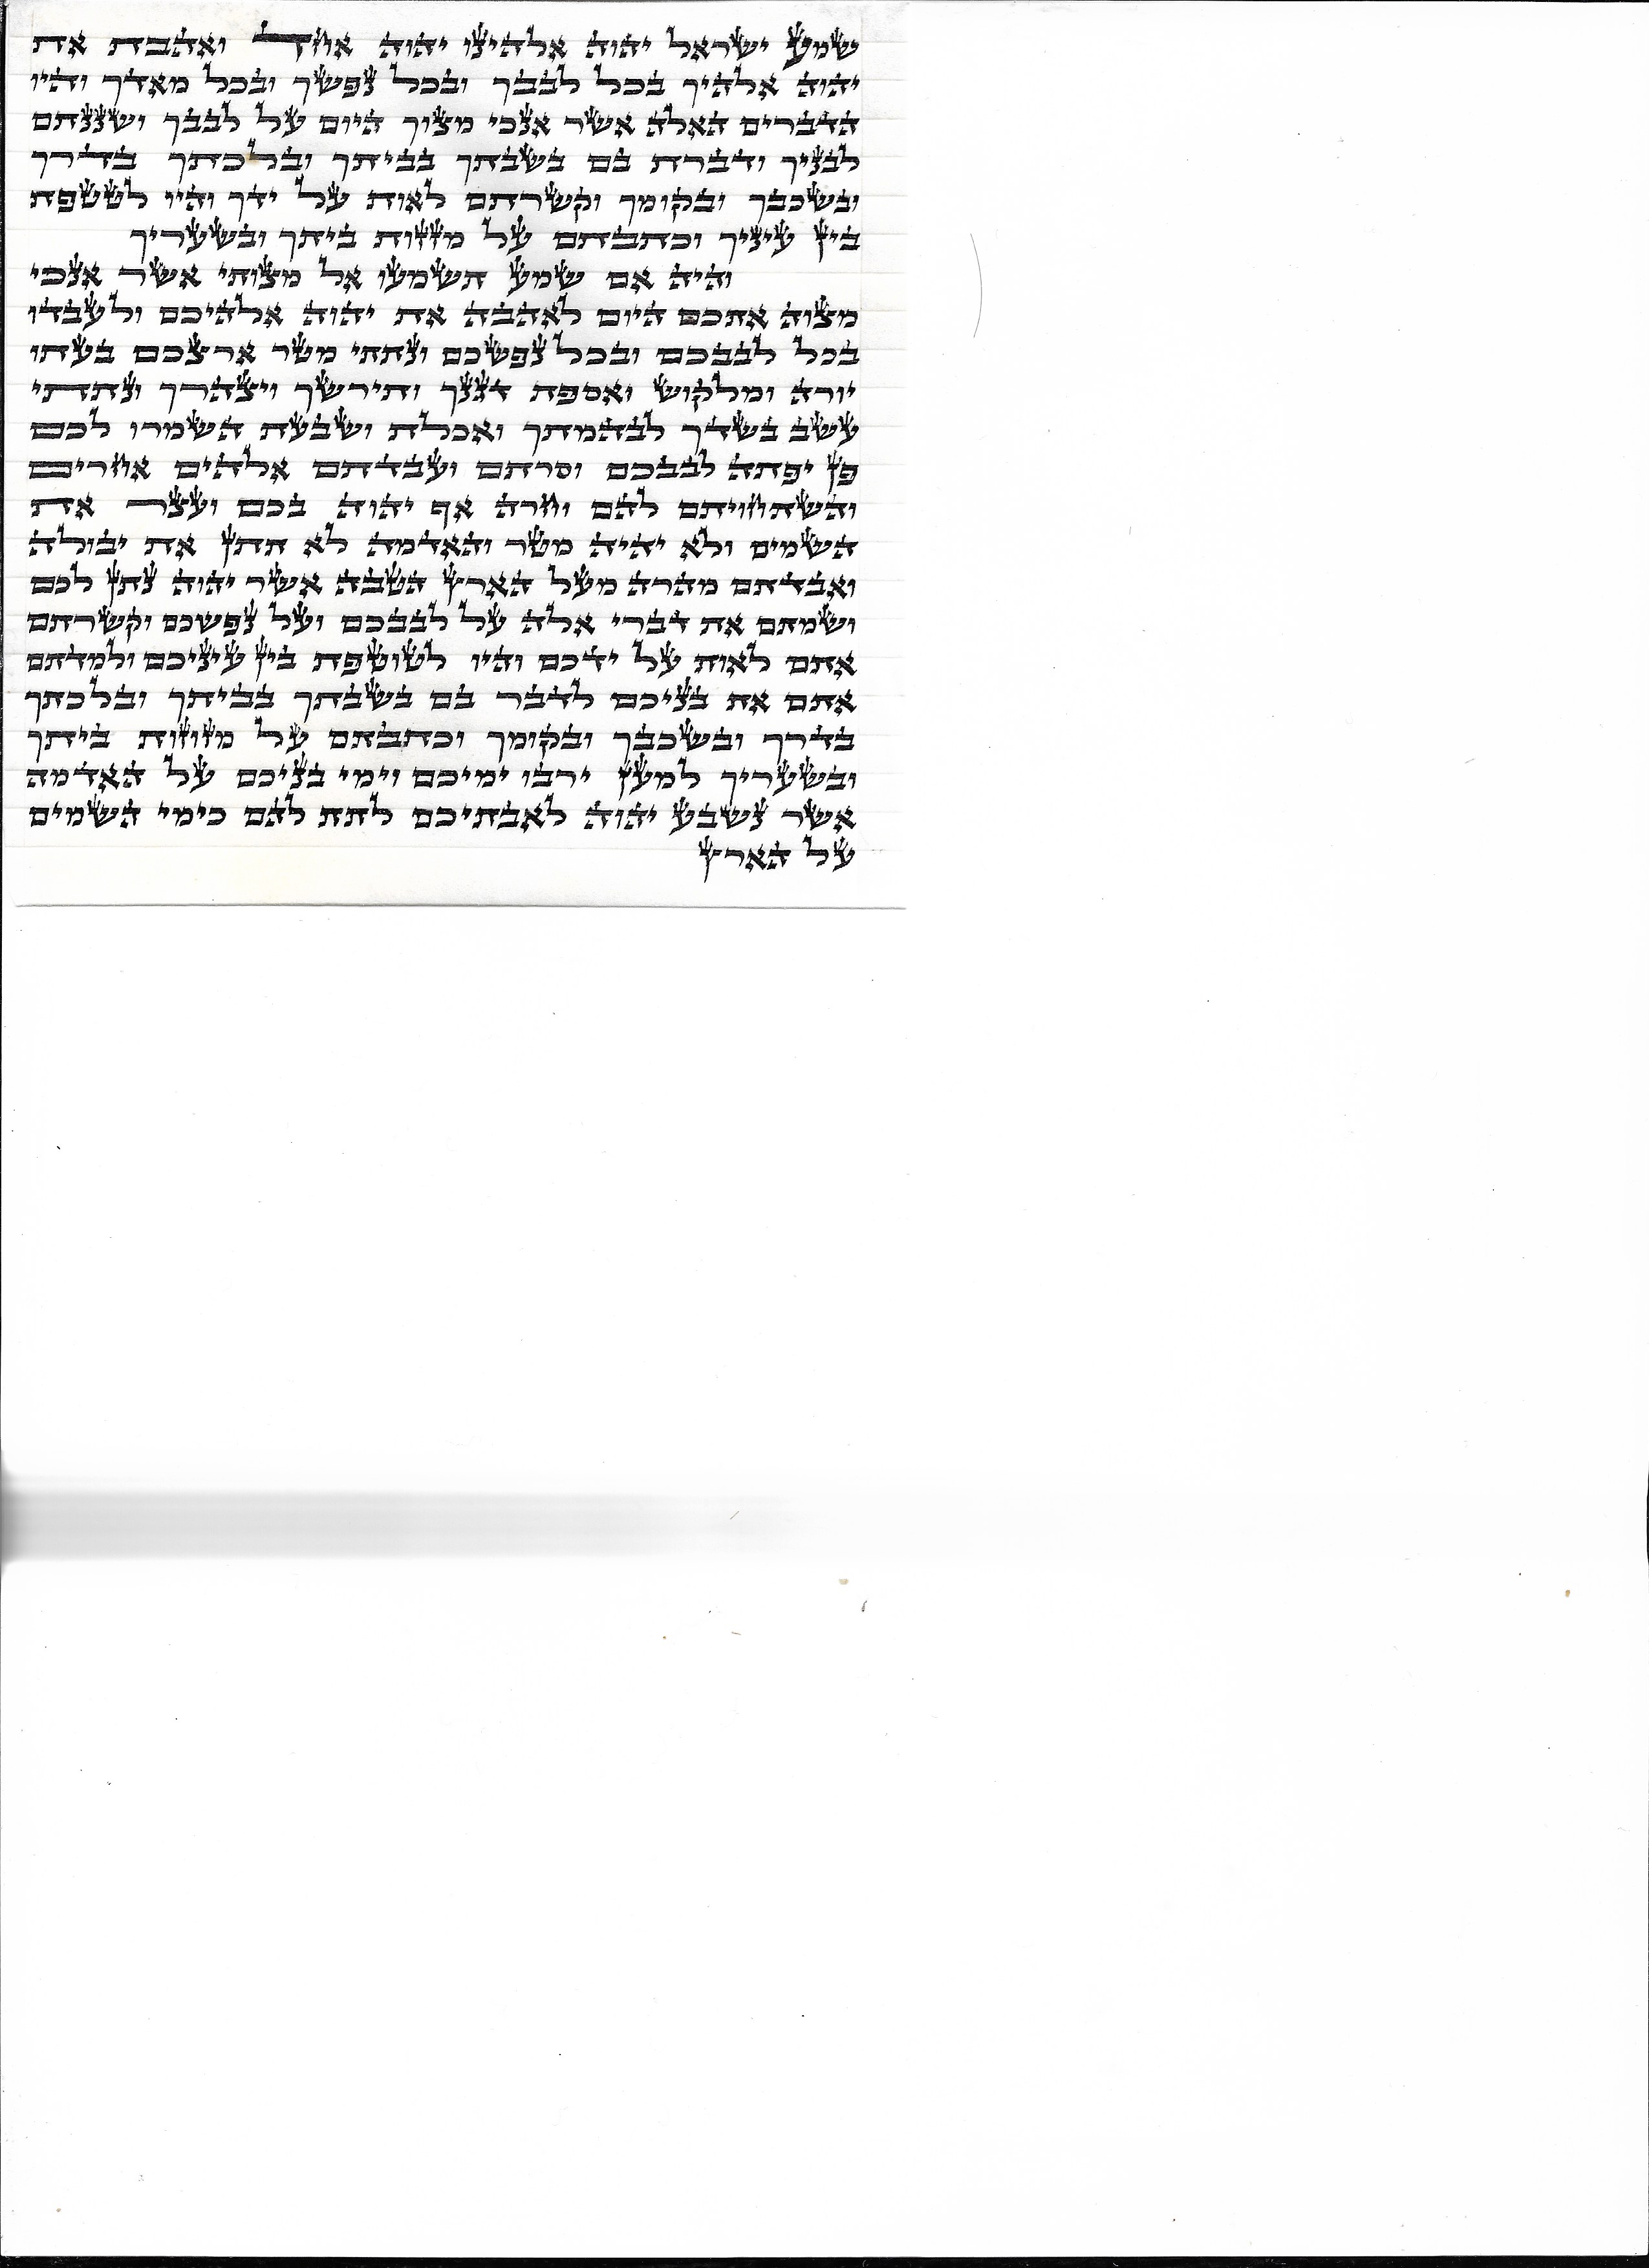 שמע ישראל יהוה אלהינו יהוה אחד ואהבת את
יהוה אלהיך בכל לבבך ובכל נפשך ובכל מאדך והיו
הדברים האלה אשר אנכי מצוך היום על לבבך ושננתם
לבניך ודברת בם בשבתך בביתך ובלכתך בדרך
ובשכבך ובקומך וקשרתם לאות על ידך והיו לטטפת
בין עיניך וכתבתם על מזזות ביתך ובשעריך
והיה אם שמע תשמעו אל מצותי אשר אנכי
מצוה אתכם היום לאהבה את יהוה אלהיכם ולעבדו
בכל לבבכם ובכל נפשכם ונתתי מטר ארצכם בעתו
יורה ומלקוש ואספת דגנך ותירשך ויצהרך ונתתי
עשב בשדך לבהמתך ואכלת ושבעת השמרו לכם
פן יפתה לבבכם וסרתם ועבדתם אלהים אחרים
והשתחויתם להם וחרה אף יהוה בכם ועצר את
השמים ולא יהיה מטר והאדמה לא תתן את יבולה
ואבדתם מהרה מעל הארץ הטבה אשר יהוה נתן לכם
ושמתם את דברי אלה על לבבכם ועל נפשכם וקשרתם
אתם לאות על ידכם והיו לטוטפת בין עיניכם ולמדתם
אתם את בניכם לדבר בם בשבתך בביתך ובלכתך
בדרך ובשכבך ובקומך וכתבתם על מזוזות ביתך
ובשעריך למען ירבו ימיכם וימי בניכם על האדמה
אשר נשבע יהוה לאבתיכם לתת להם כימי השמים
על הארץ